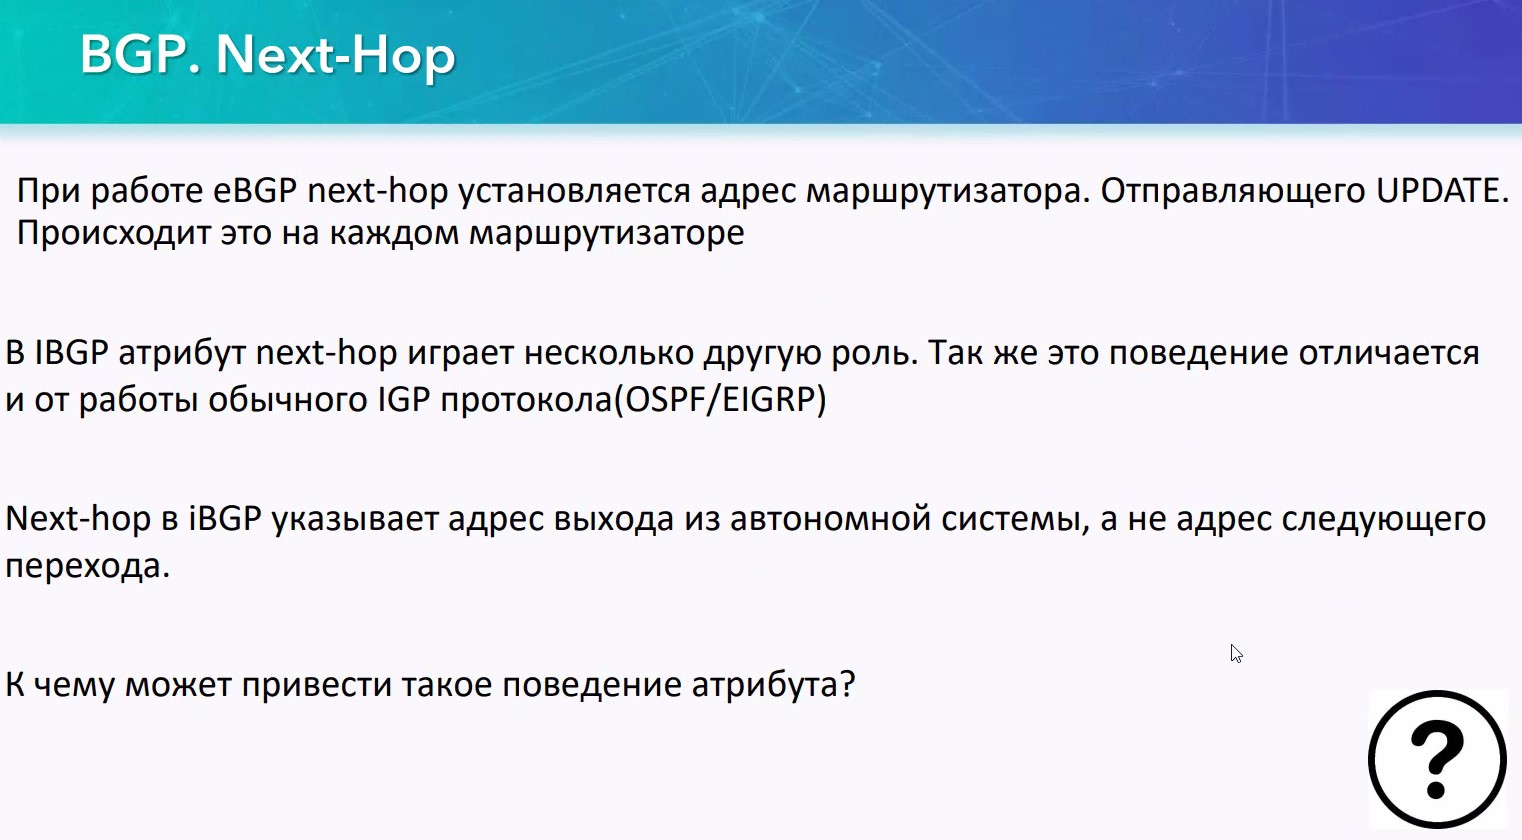 BGP. Next-Hop
При работе eBGP next-hop установляется адрес маршрутизатора. Отправляющего UPDATE.
Происходит это на каждом маршрутизаторе
В IBGP атрибут next-hop играет несколько другую роль. Так же это поведение отличается
и от работы обычного IGP протокола(OSPF/EIGRP)
Next-hop в iBGP указывает адрес выхода из автономной системы, а не адрес следующего
перехода.
К чему может привести такое поведение атрибута?
?